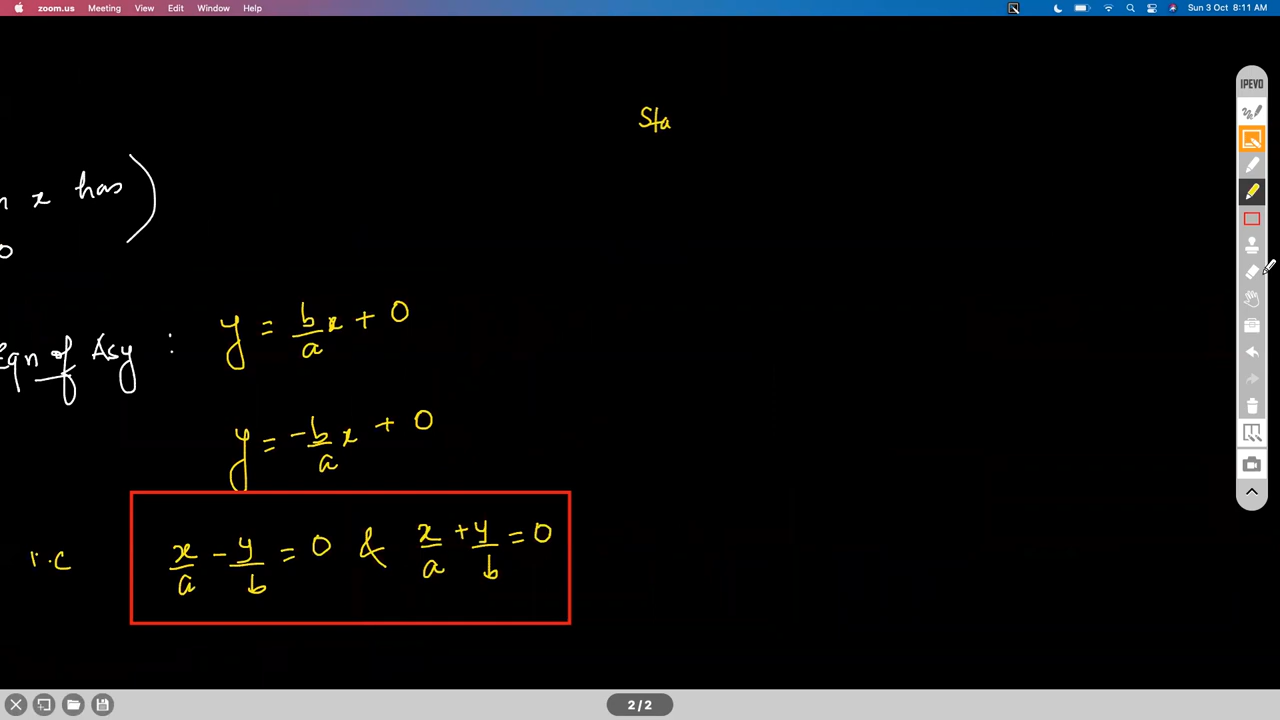 zoom.us Meeting View Edit Window Help Sun 3 Oct 8:11 AM
IPEVO
Sta
n x has)
0
Eqn of Asy : y = b/a x + 0
y = -b/a x + 0
i.e x/a - y/b = 0 & x/a + y/b = 0
2/2